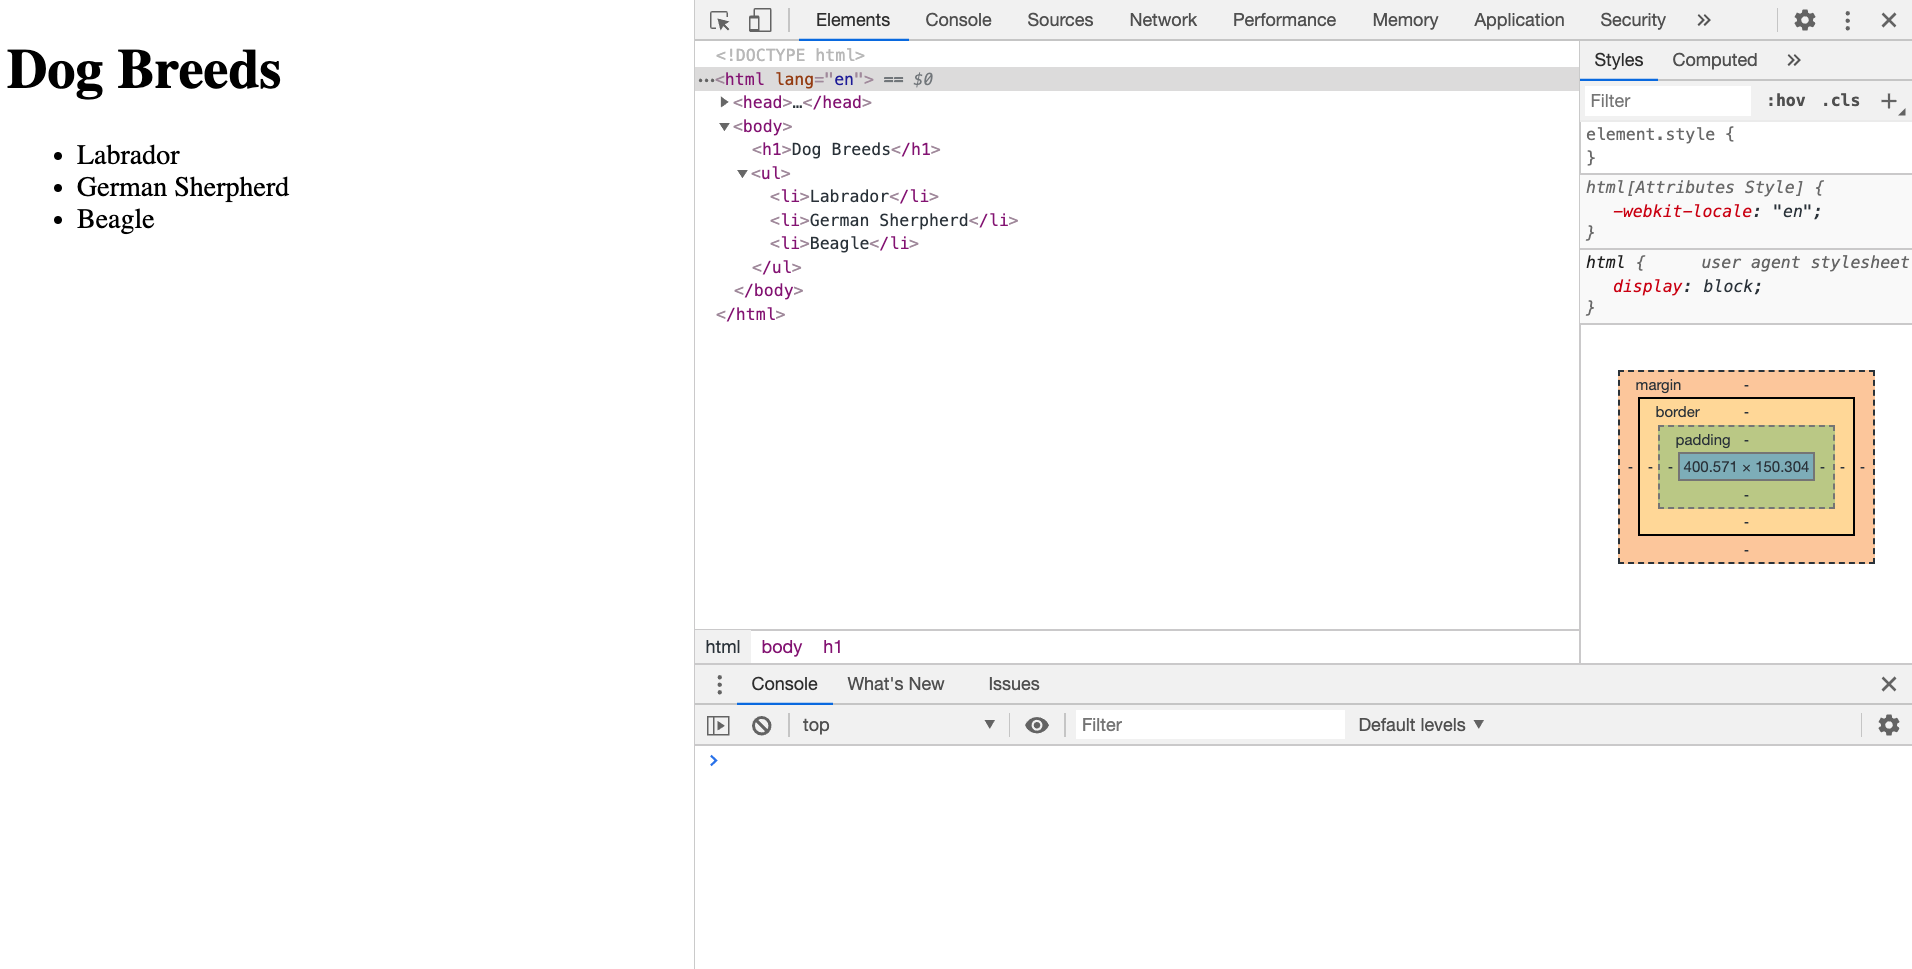 Dog Breeds
• Labrador
• German Sherpherd
• Beagle
Elements Console Sources Network Performance Memory Application Security »
<!DOCTYPE html>
…<html lang="en"> == $0
▶<head>…</head>
▼<body>
<h1>Dog Breeds</h1>
▼<ul>
<li>Labrador</li>
<li>German Sherpherd</li>
<li>Beagle</li>
</ul>
</body>
</html>
html body h1
Styles Computed »
Filter :hov .cls +
element.style {
}
html[Attributes Style] {
-webkit-locale: "en";
}
html { user agent stylesheet
display: block;
}
margin -
border -
padding -
- - - 400.571 × 150.304 - - -
-
-
-
Console What's New Issues
top ▼ Filter Default levels ▼
>